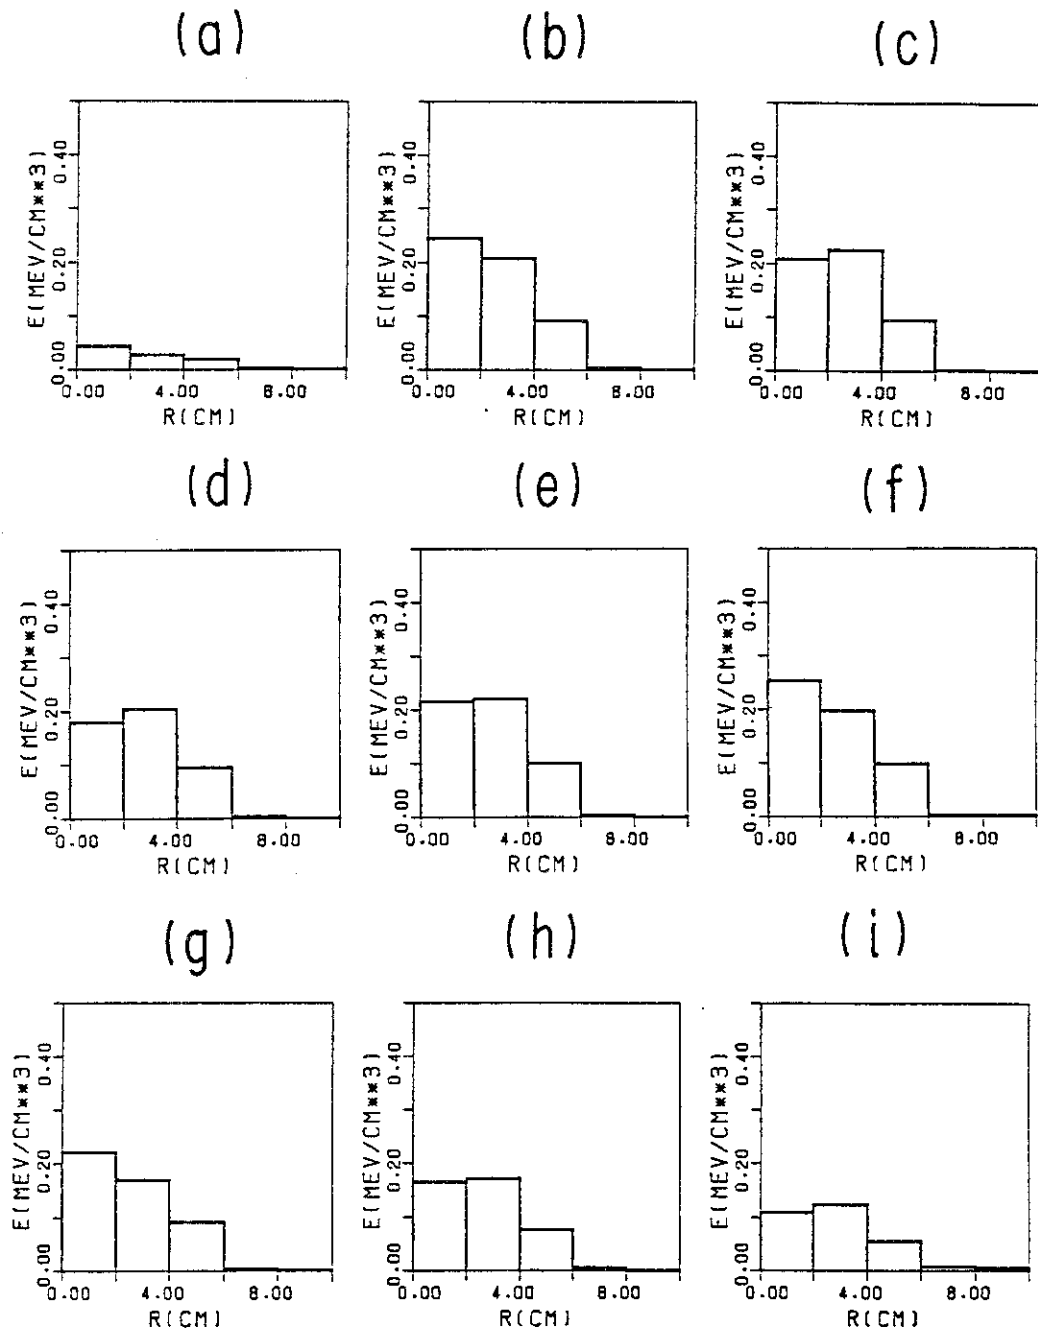 (a) (b) (c)
E(MEV/CM**3) E(MEV/CM**3) E(MEV/CM**3)
0.40 0.40 0.40
0.20 0.20 0.20
0.00 0.00 0.00
0.00 4.00 8.00 0.00 4.00 8.00 0.00 4.00 8.00
R(CM) R(CM) R(CM)
(d) (e) (f)
E(MEV/CM**3) E(MEV/CM**3) E(MEV/CM**3)
0.40 0.40 0.40
0.20 0.20 0.20
0.00 0.00 0.00
0.00 4.00 8.00 0.00 4.00 8.00 0.00 4.00 8.00
R(CM) R(CM) R(CM)
(g) (h) (i)
E(MEV/CM**3) E(MEV/CM**3) E(MEV/CM**3)
0.40 0.40 0.40
0.20 0.20 0.20
0.00 0.00 0.00
0.00 4.00 8.00 0.00 4.00 8.00 0.00 4.00 8.00
R(CM) R(CM) R(CM)